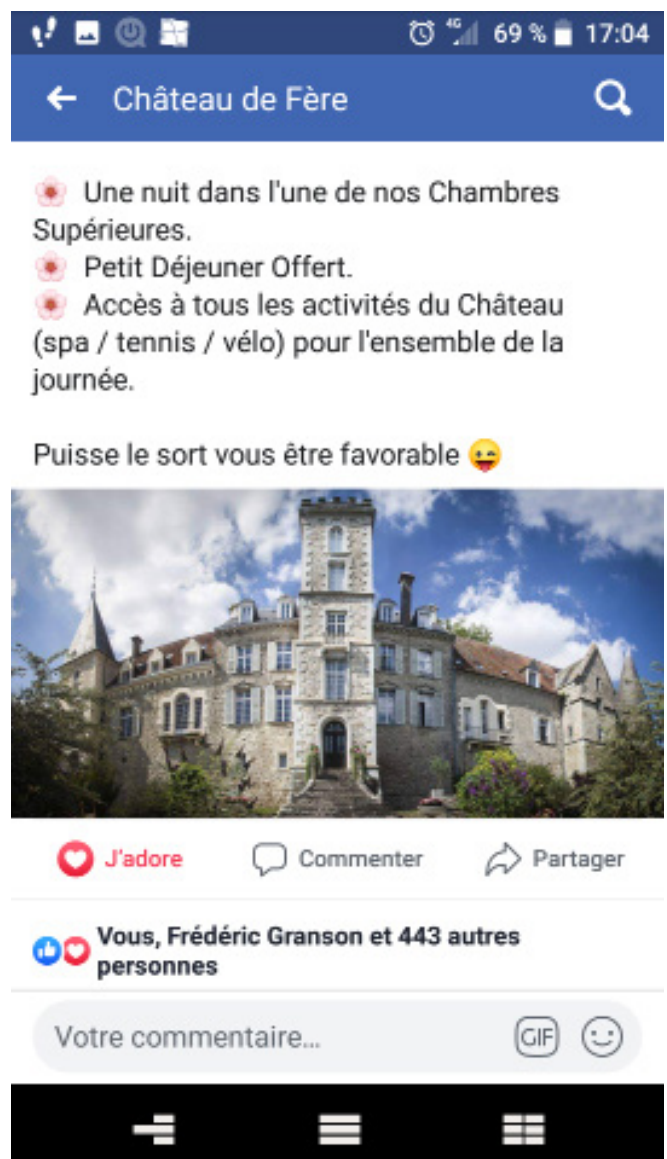 4G 69 % 17:04
Château de Fère
Une nuit dans l'une de nos Chambres
Supérieures.
Petit Déjeuner Offert.
Accès à tous les activités du Château
(spa / tennis / vélo) pour l'ensemble de la
journée.
Puisse le sort vous être favorable
J'adore Commenter Partager
Vous, Frédéric Granson et 443 autres
personnes
Votre commentaire... GIF